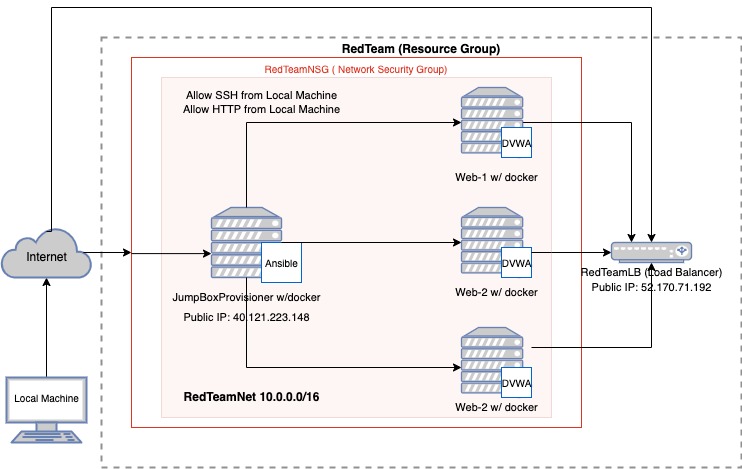 RedTeam (Resource Group)
RedTeamNSG ( Network Security Group)
Allow SSH from Local Machine
Allow HTTP from Local Machine
DVWA
Web-1 w/ docker
Internet
Ansible
DVWA
Web-2 w/ docker
RedTeamLB (Load Balancer)
Public IP: 52.170.71.192
JumpBoxProvisioner w/docker
Public IP: 40.121.223.148
DVWA
Web-2 w/ docker
Local Machine
RedTeamNet 10.0.0.0/16